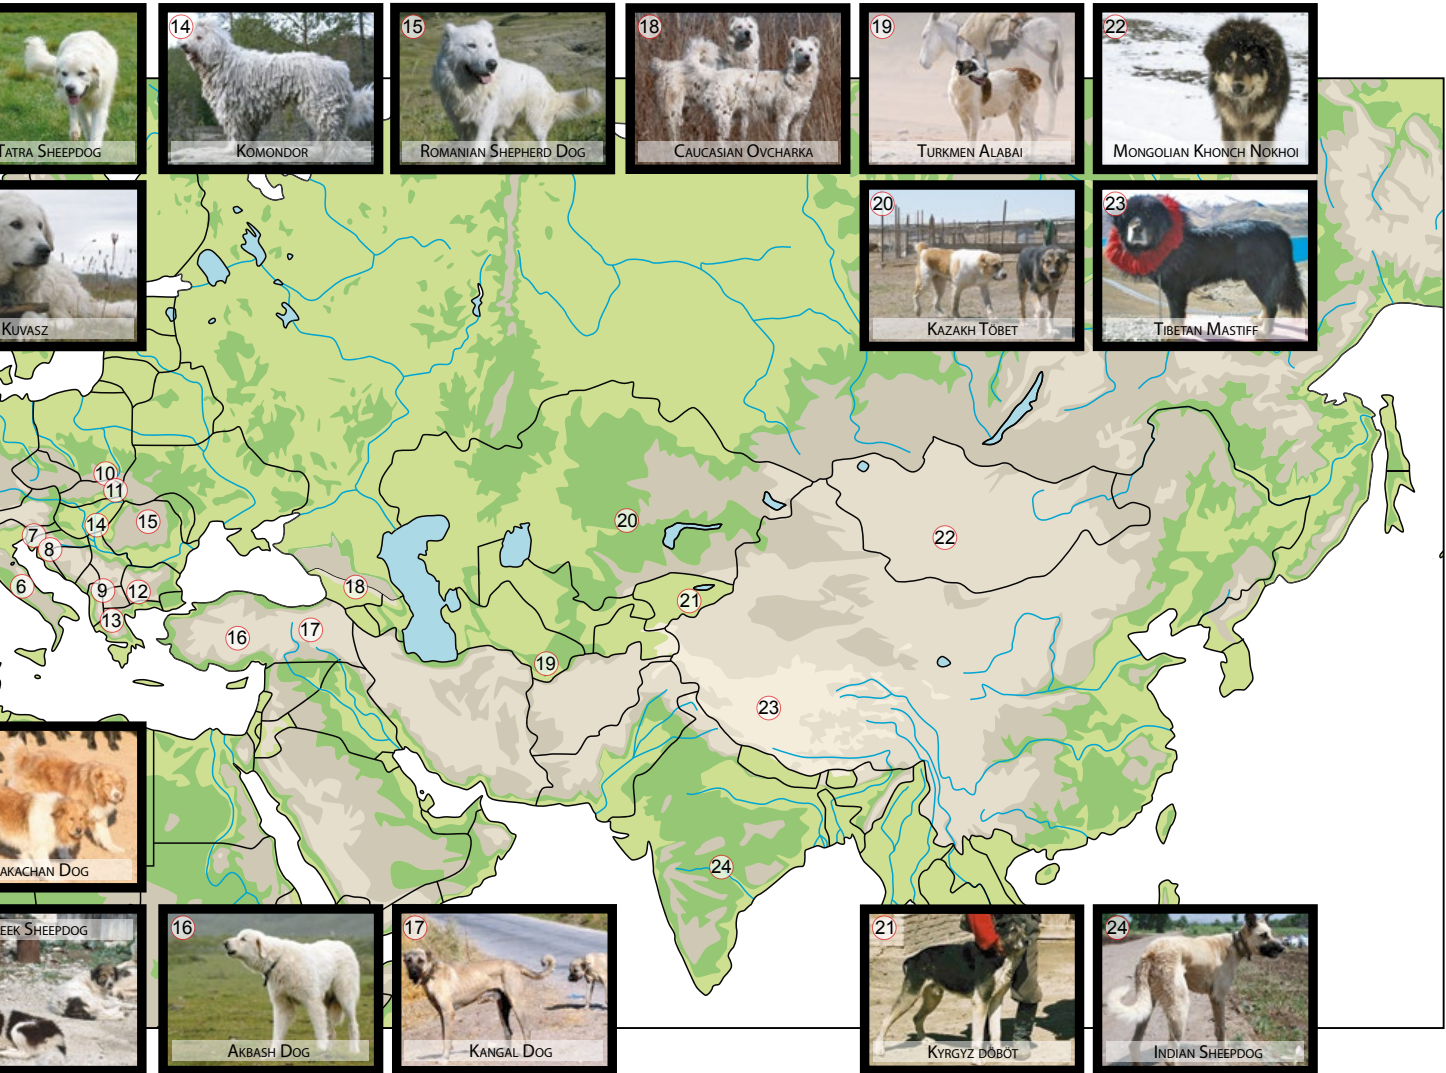 14
15
18
19
22
TATRA SHEEPDOG
KOMONDOR
ROMANIAN SHEPHERD DOG
CAUCASIAN OVCHARKA
TURKMEN ALABAI
MONGOLIAN KHONCH NOKHOI
20
23
KUVASZ
KAZAKH TÖBET
TIBETAN MASTIFF
10
11
14
15
7
8
6
9
12
13
16
17
18
19
20
21
22
23
24
AKACHAN DOG
EEK SHEEPDOG
16
17
21
24
AKBASH DOG
KANGAL DOG
KYRGYZ DÖBÖT
INDIAN SHEEPDOG